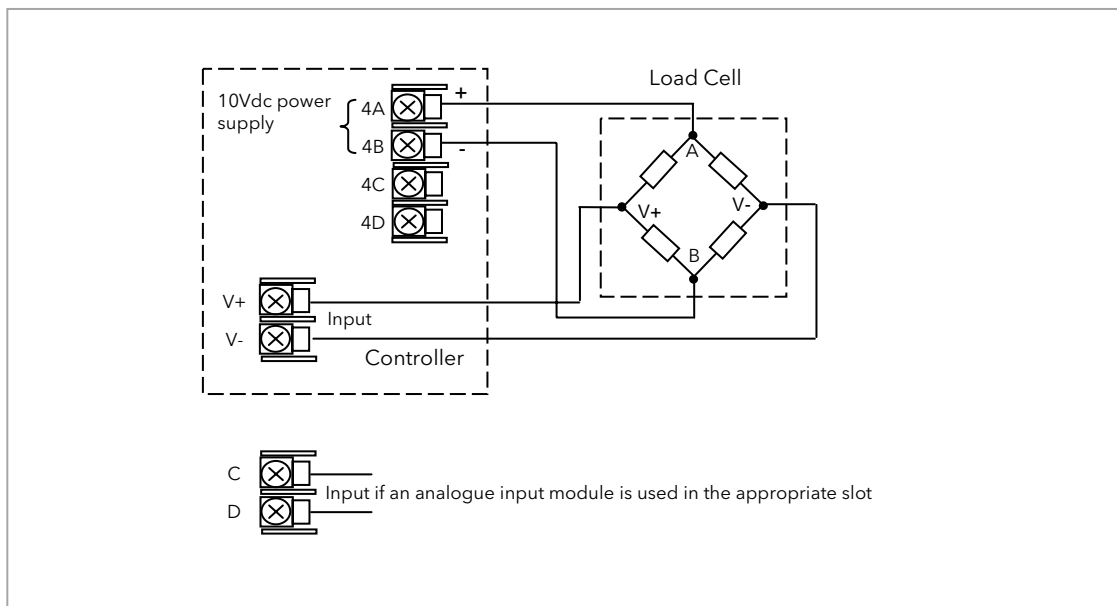 Load Cell
10Vdc power
supply
4A
+
4B
-
4C
4D
A
V+
V-
B
V+
Input
V-
Controller
C
Input if an analogue input module is used in the appropriate slot
D